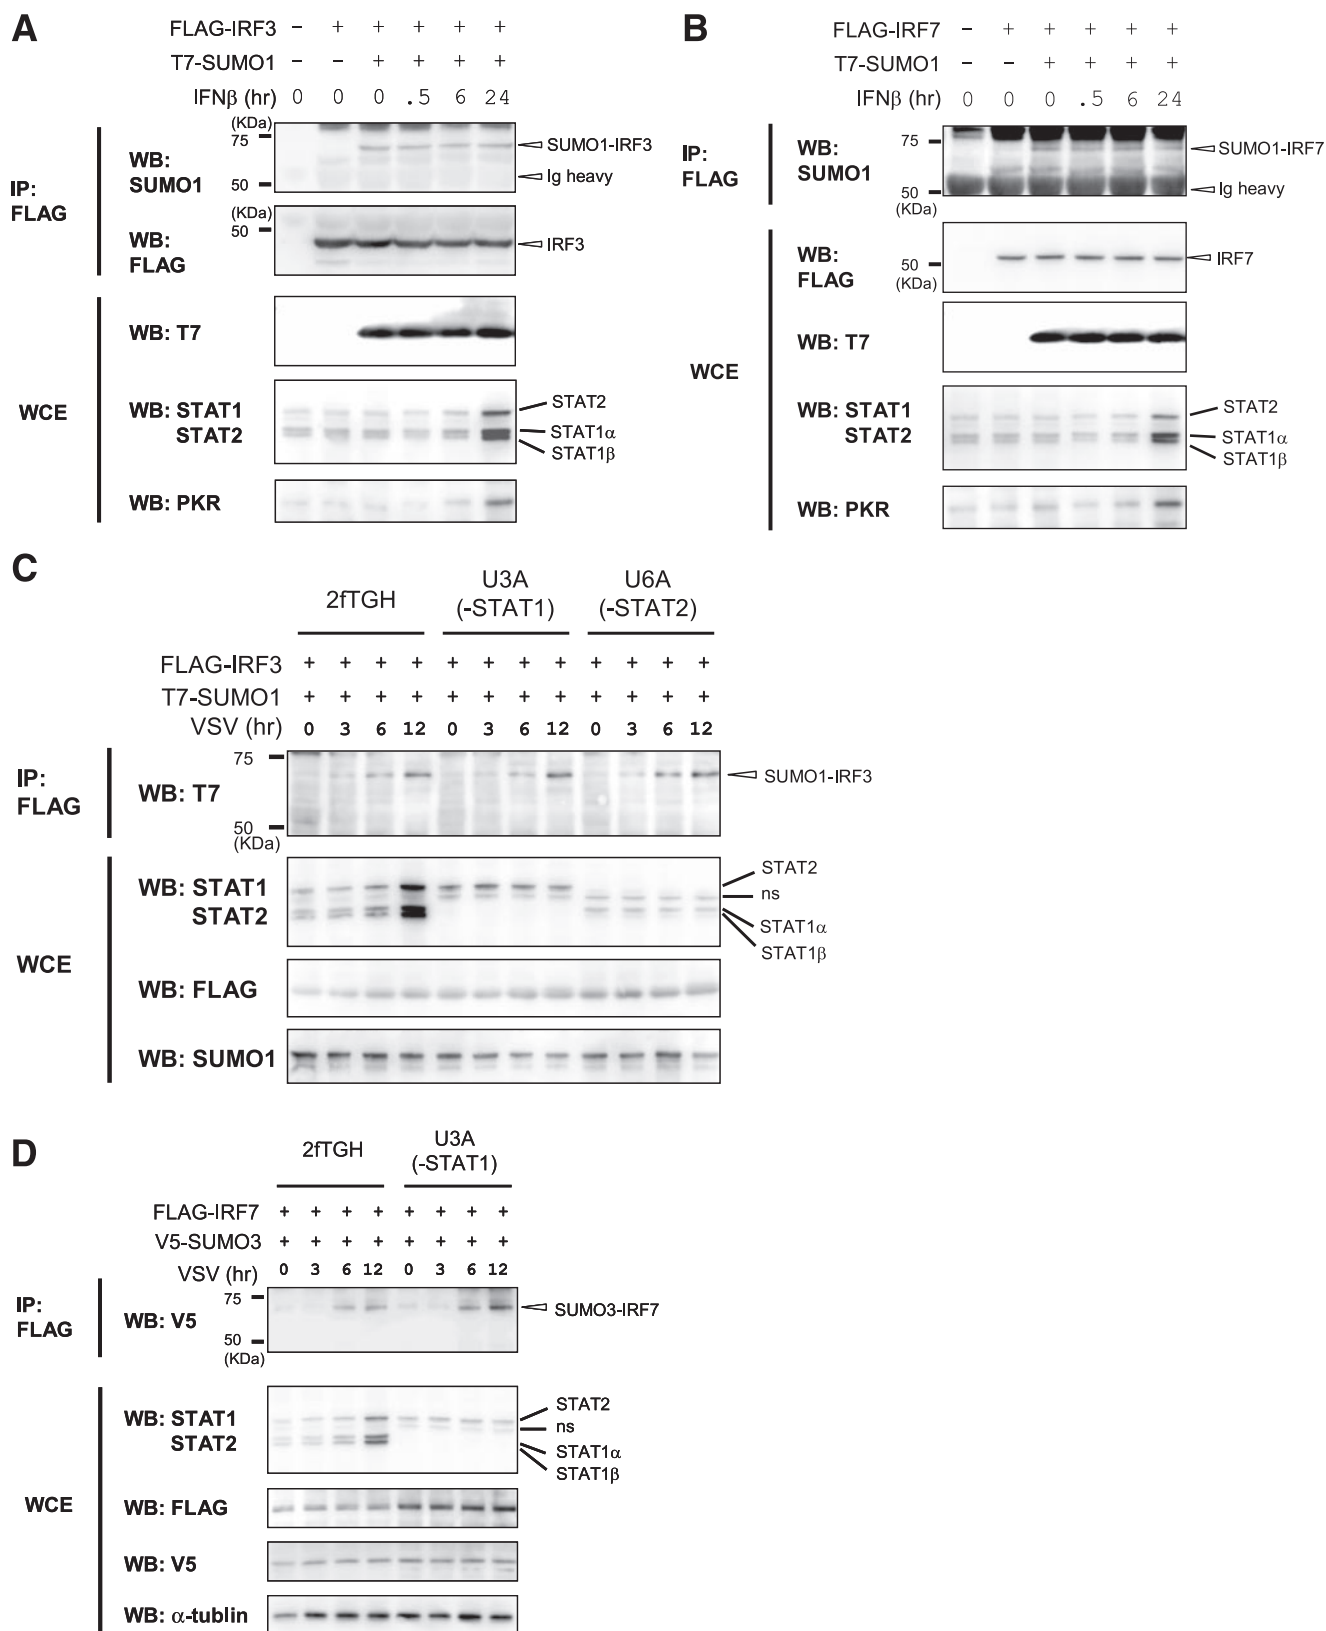 A
FLAG-IRF3 – + + + + +
T7-SUMO1 – – + + + +
IFNβ (hr) 0 0 0 .5 6 24
(KDa)
75
50
IP:
FLAG
WB:
SUMO1
SUMO1-IRF3
Ig heavy
(KDa)
50
WB:
FLAG
IRF3
WCE
WB: T7
WB: STAT1
STAT2
STAT2
STAT1α
STAT1β
WB: PKR
B
FLAG-IRF7 – + + + + +
T7-SUMO1 – – + + + +
IFNβ (hr) 0 0 0 .5 6 24
IP:
FLAG
WB:
SUMO1
75
50
(KDa)
SUMO1-IRF7
Ig heavy
WCE
WB:
FLAG
50
(KDa)
IRF7
WB: T7
WB: STAT1
STAT2
STAT2
STAT1α
STAT1β
WB: PKR
C
2fTGH
U3A
(-STAT1)
U6A
(-STAT2)
FLAG-IRF3 + + + + + + + + + + + +
T7-SUMO1 + + + + + + + + + + + +
VSV (hr) 0 3 6 12 0 3 6 12 0 3 6 12
IP:
FLAG
WB: T7
75
50
(KDa)
SUMO1-IRF3
WCE
WB: STAT1
STAT2
STAT2
ns
STAT1α
STAT1β
WB: FLAG
WB: SUMO1
D
2fTGH
U3A
(-STAT1)
FLAG-IRF7 + + + + + + + +
V5-SUMO3 + + + + + + + +
VSV (hr) 0 3 6 12 0 3 6 12
IP:
FLAG
WB: V5
75
50
(KDa)
SUMO3-IRF7
WCE
WB: STAT1
STAT2
STAT2
ns
STAT1α
STAT1β
WB: FLAG
WB: V5
WB: α-tublin